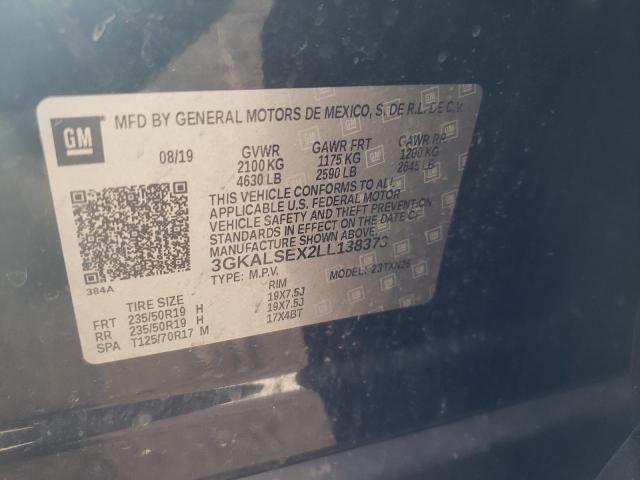 GM
MFD BY GENERAL MOTORS DE MEXICO, S. DE R.L. DE C.V.
08/19 GVWR GAWR FRT GAWR RR
2100 KG 1175 KG 1200 KG
4630 LB 2590 LB 2645 LB
THIS VEHICLE CONFORMS TO ALL
APPLICABLE U.S. FEDERAL MOTOR
VEHICLE SAFETY AND THEFT PREVENTION
STANDARDS IN EFFECT ON THE DATE OF
MANUFACTURE SHOWN.
3GKALSEX2LL138373
TYPE: M.P.V. MODEL:
384A
TIRE SIZE RIM
FRT 235/50R19 H 19X7.5J
RR 235/50R19 H 19X7.5J
SPA T125/70R17 M 17X4BT